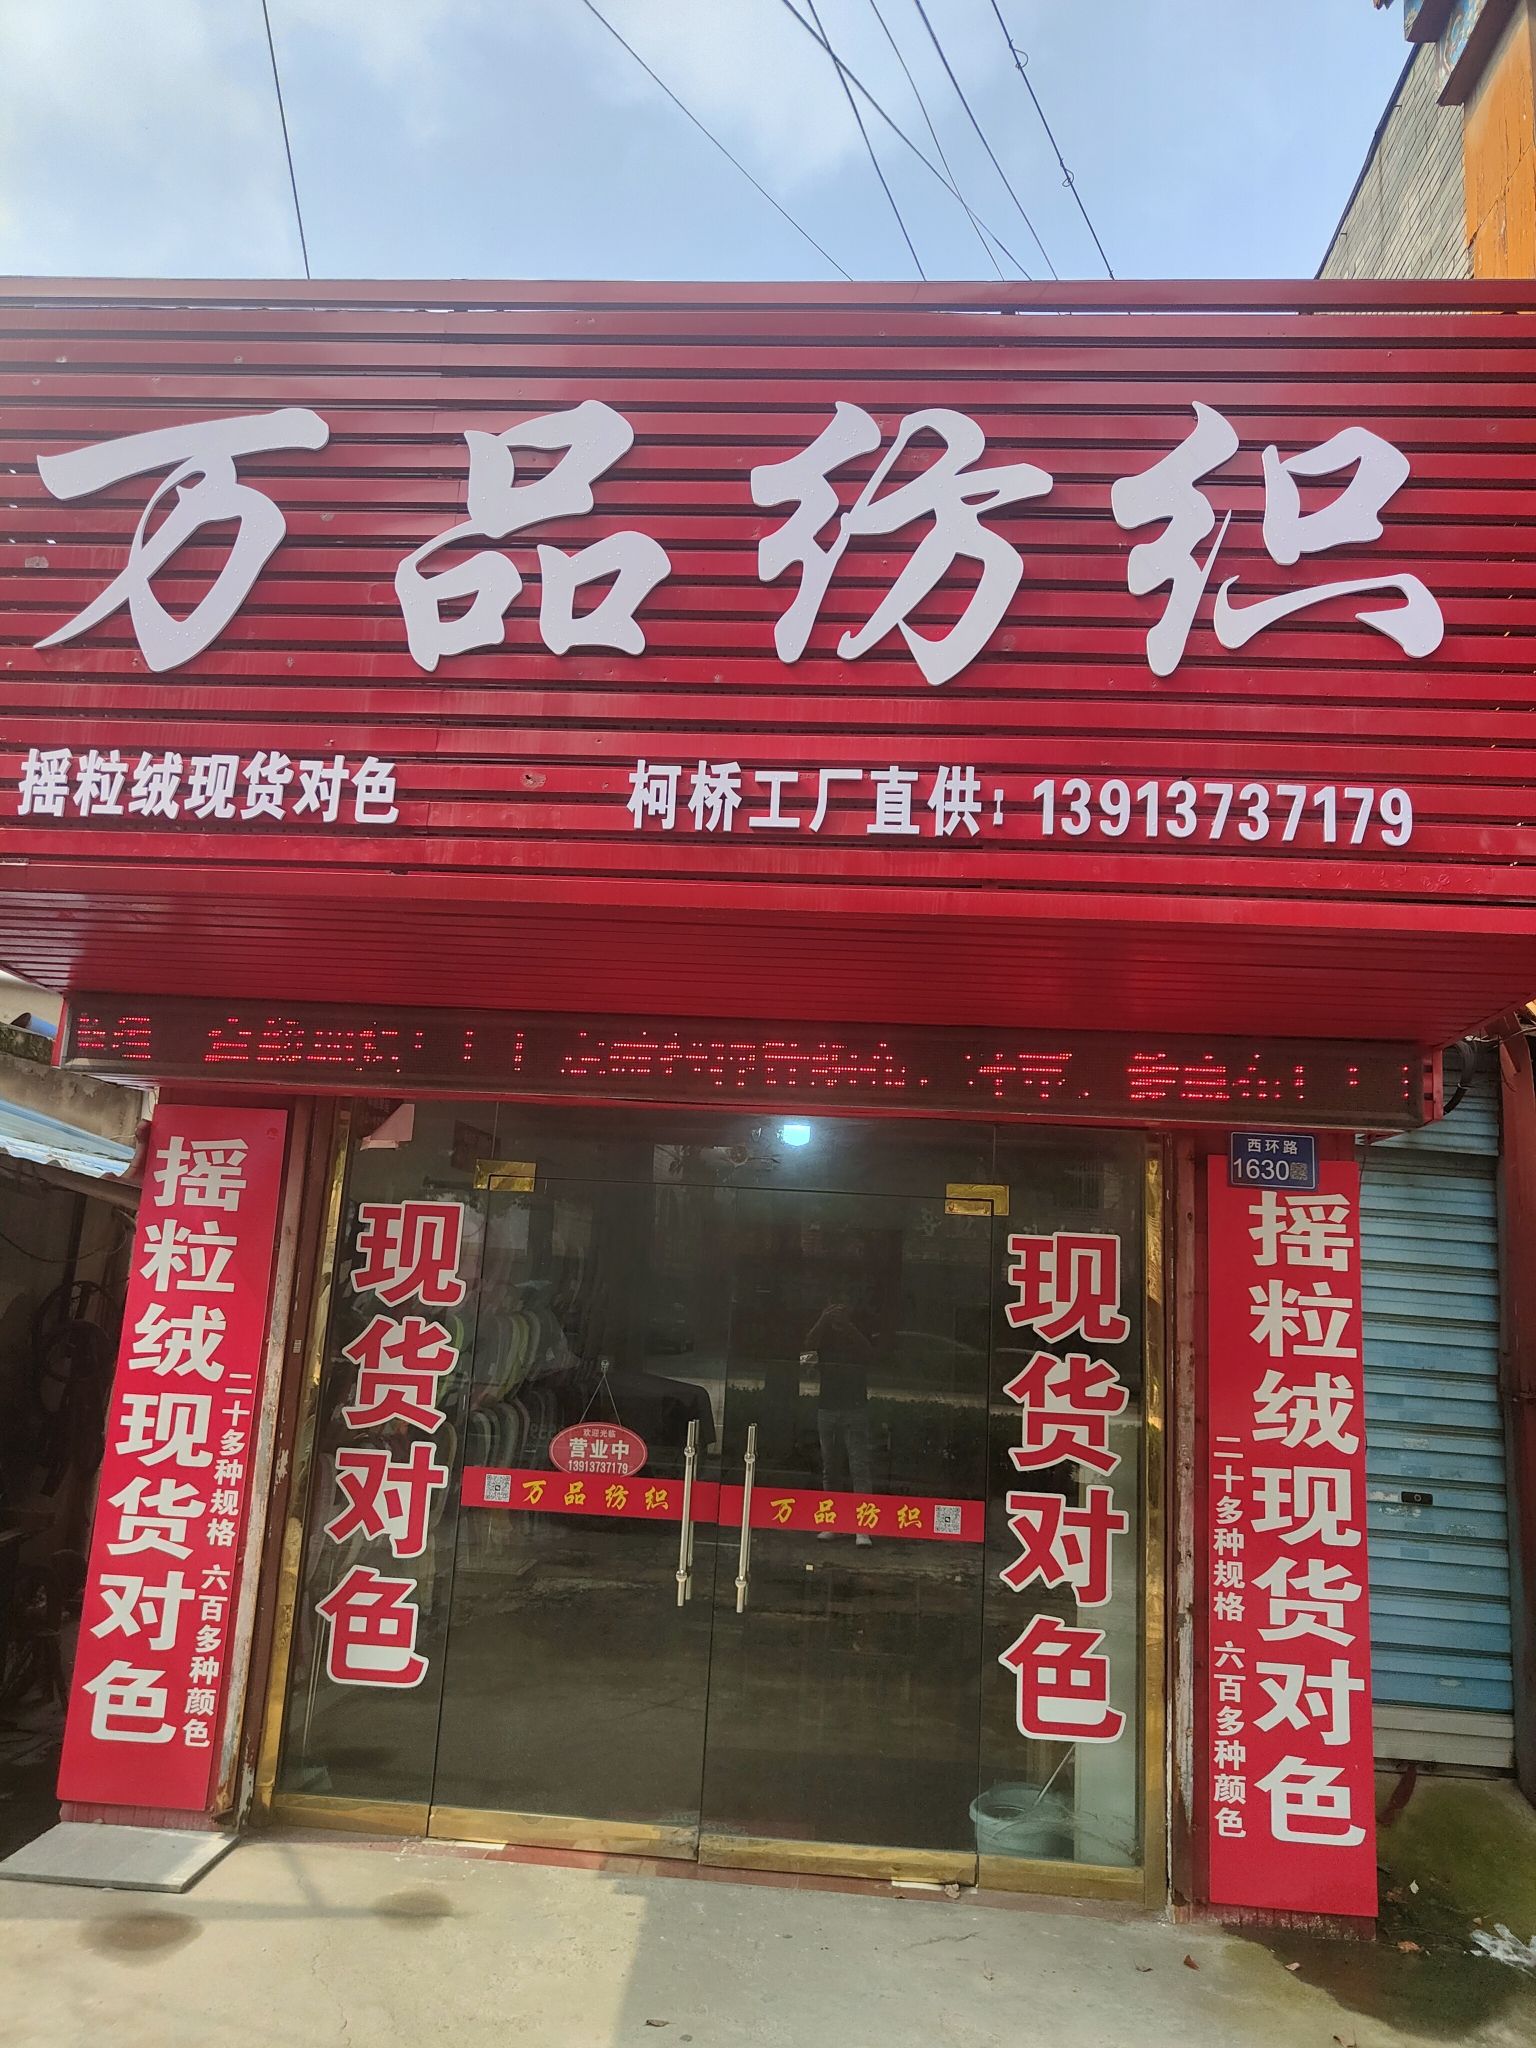 万品纺织
摇粒绒现货对色
柯桥工厂直供：13913737179
西环路
1630
摇粒绒现货对色
二十多种规格 六百多种颜色
现货对色
欢迎光临
营业中
13913737179
万品纺织
万品纺织
现货对色
摇粒绒现货对色
二十多种规格 六百多种颜色